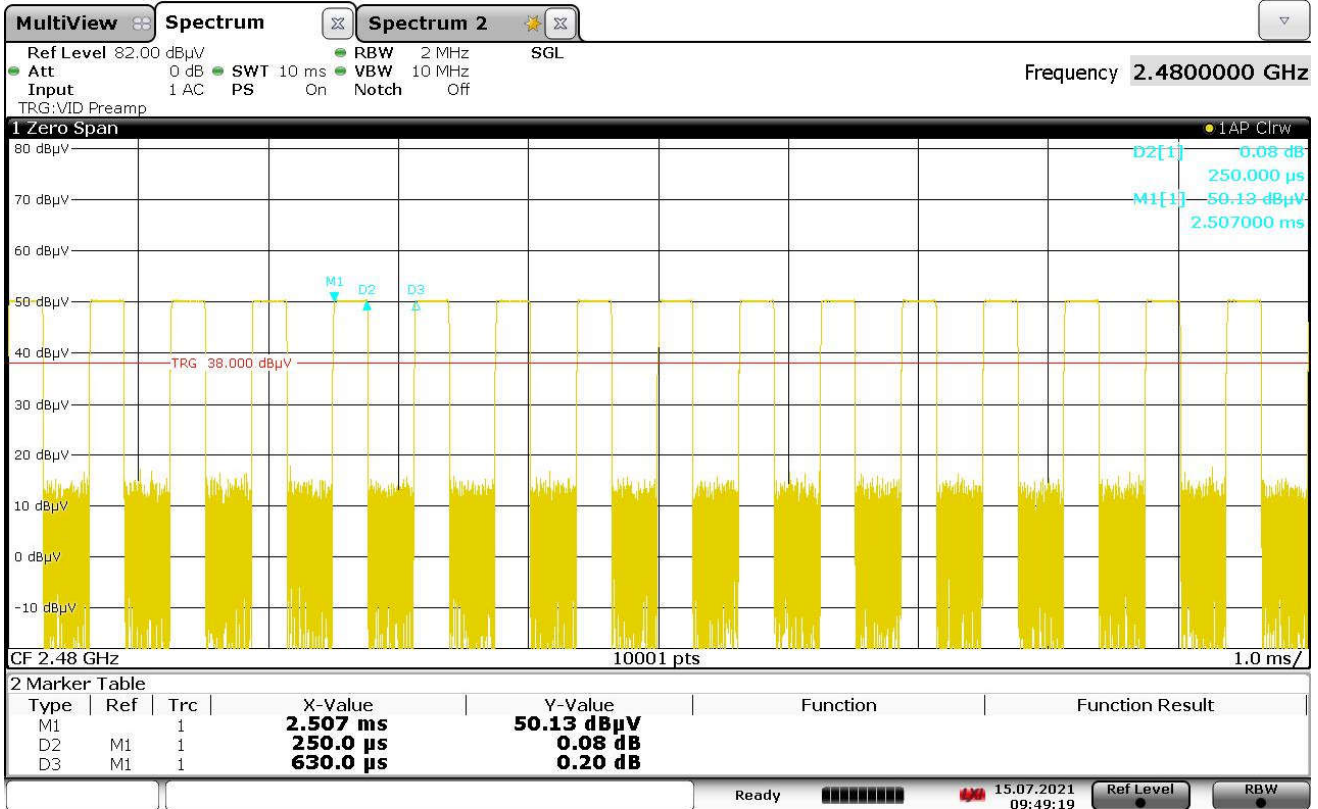 MultiView Spectrum Spectrum 2
Ref Level 82.00 dBµV RBW 2 MHz SGL
Att 0 dB SWT 10 ms VBW 10 MHz Frequency 2.4800000 GHz
Input 1 AC PS On Notch Off
TRG:VID Preamp
1 Zero Span 1AP Clrw
80 dBµV
D2[1] 0.08 dB
250.000 µs
70 dBµV
M1[1] 50.13 dBµV
2.507000 ms
60 dBµV
M1 D2 D3
50 dBµV
40 dBµV
TRG 38.000 dBµV
30 dBµV
20 dBµV
10 dBµV
0 dBµV
-10 dBµV
CF 2.48 GHz 10001 pts 1.0 ms/
2 Marker Table
Type Ref Trc X-Value Y-Value Function Function Result
M1 1 2.507 ms 50.13 dBµV
D2 M1 1 250.0 µs 0.08 dB
D3 M1 1 630.0 µs 0.20 dB
Ready LXI 15.07.2021 Ref Level RBW
09:49:19